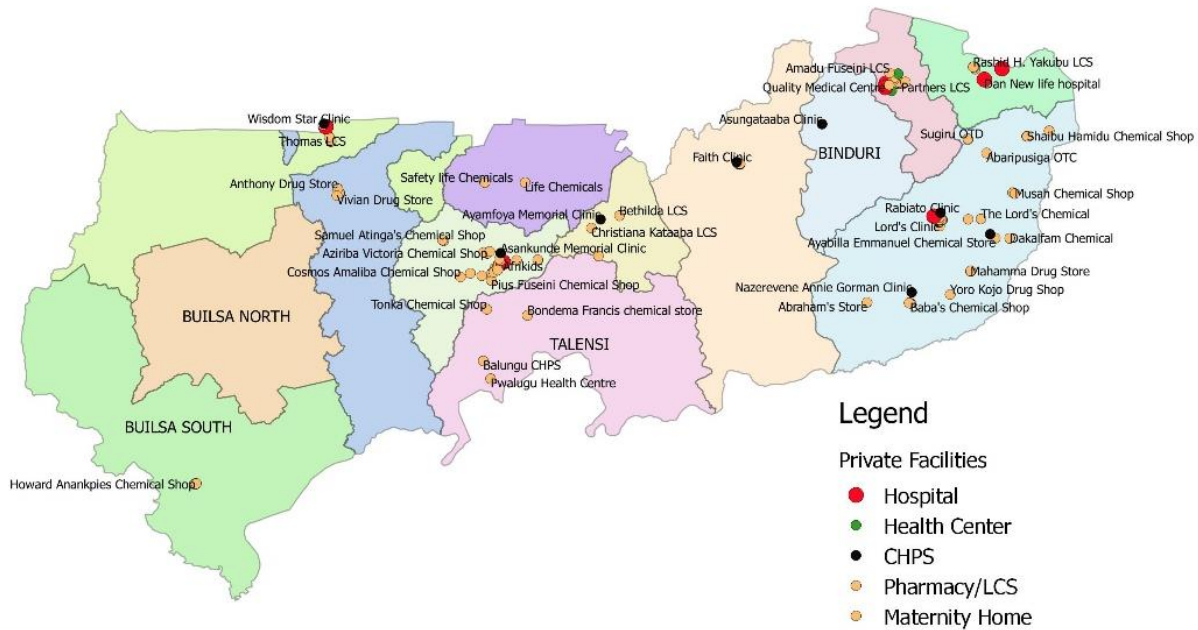 Amadu Fuseini LCS
Rashid H. Yakubu LCS
Quality Medical Centre
Partners LCS
Dan New life hospital
Wisdom Star Clinic
Asungataaba Clinic
Thomas LCS
Sugiru OTD
Shaibu Hamidu Chemical Shop
BINDURI
Faith Clinic
Abaripusiga OTC
Anthony Drug Store
Safety life Chemicals
Life Chemicals
Vivian Drug Store
Musah Chemical Shop
Ayamfoya Memorial Clinic
Bethilda LCS
Rabiato Clinic
The Lord's Chemical
Samuel Atinga's Chemical Shop
Christiana Kataaba LCS
Lord's Clinic
Aziriba Victoria Chemical Shop
Asankunde Memorial Clinic
Ayabilla Emmanuel Chemical Store
Dakalfam Chemical
Cosmos Amaliba Chemical Shop
Afrikids
Mahamma Drug Store
Pius Fuseini Chemical Shop
Nazerevene Annie Gorman Clinic
Yoro Kojo Drug Shop
Tonka Chemical Shop
Bondema Francis chemical store
Abraham's Store
Baba's Chemical Shop
BUILSA NORTH
TALENSI
Balungu CHPS
Pwalugu Health Centre
BUILSA SOUTH
Howard Anankpies Chemical Shop
Legend
Private Facilities
Hospital
Health Center
CHPS
Pharmacy/LCS
Maternity Home